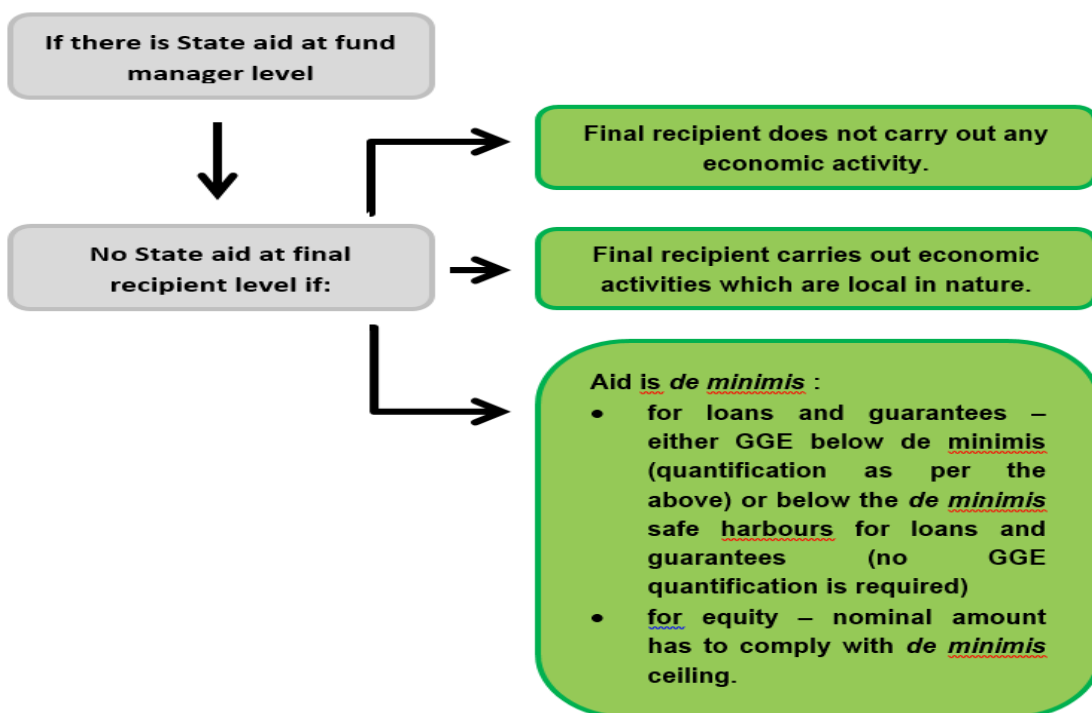 If there is State aid at fund
manager level
Final recipient does not carry out any
economic activity.
No State aid at final
recipient level if:
Final recipient carries out economic
activities which are local in nature.
Aid is de minimis :
• for loans and guarantees –
either GGE below de minimis
(quantification as per the
above) or below the de minimis
safe harbours for loans and
guarantees (no GGE
quantification is required)
• for equity – nominal amount
has to comply with de minimis
ceiling.